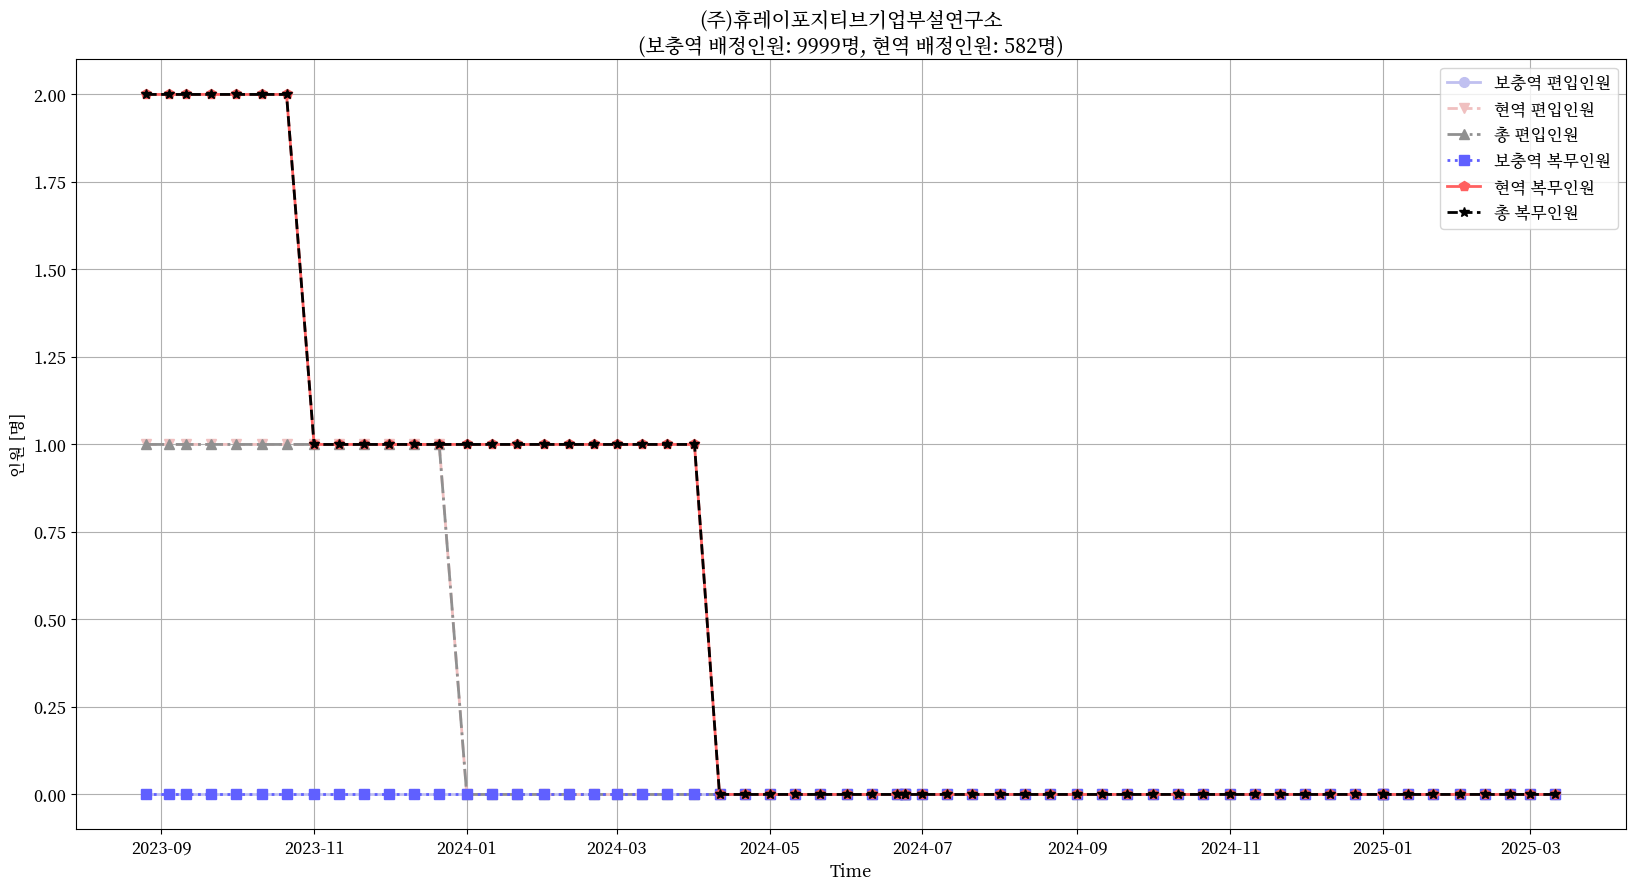 (주)휴레이포지티브기업부설연구소
(보충역 배정인원: 9999명, 현역 배정인원: 582명)
보충역 편입인원
현역 편입인원
총 편입인원
보충역 복무인원
현역 복무인원
총 복무인원
인원 [명]
2.00
1.75
1.50
1.25
1.00
0.75
0.50
0.25
0.00
2023-09
2023-11
2024-01
2024-03
2024-05
2024-07
2024-09
2024-11
2025-01
2025-03
Time